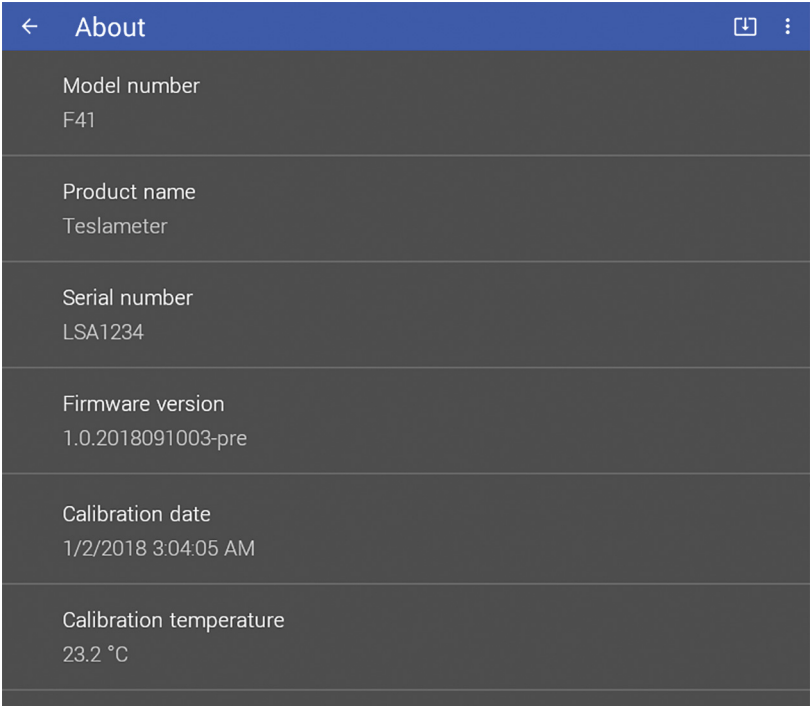 About
Model number
F41
Product name
Teslameter
Serial number
LSA1234
Firmware version
1.0.2018091003-pre
Calibration date
1/2/2018 3:04:05 AM
Calibration temperature
23.2 °C